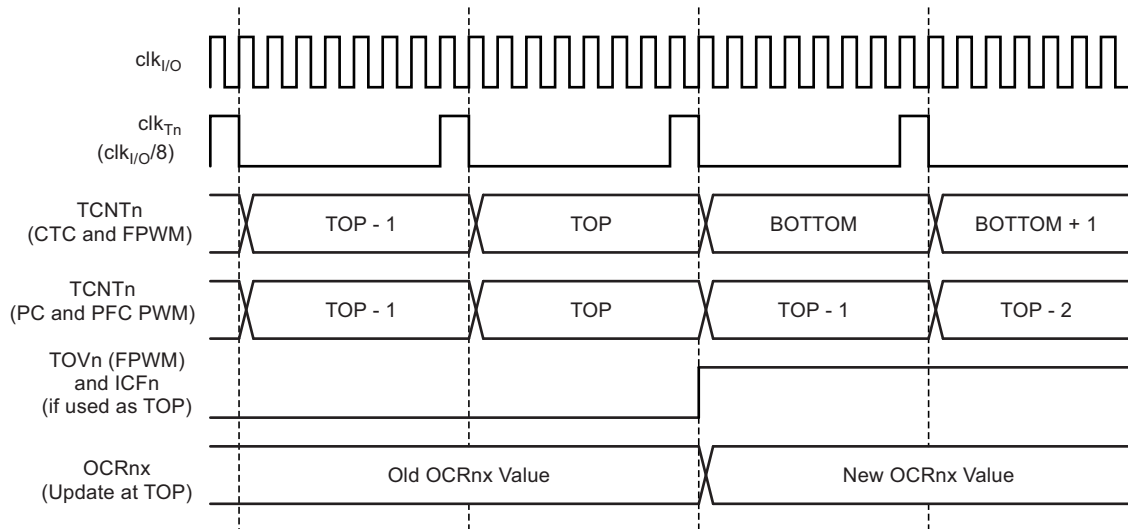 clkI/O
clkTn
(clkI/O/8)
TCNTn
(CTC and FPWM)
TOP - 1
TOP
BOTTOM
BOTTOM + 1
TCNTn
(PC and PFC PWM)
TOP - 1
TOP
TOP - 1
TOP - 2
TOVn (FPWM)
and ICFn
(if used as TOP)
OCRnx
(Update at TOP)
Old OCRnx Value
New OCRnx Value